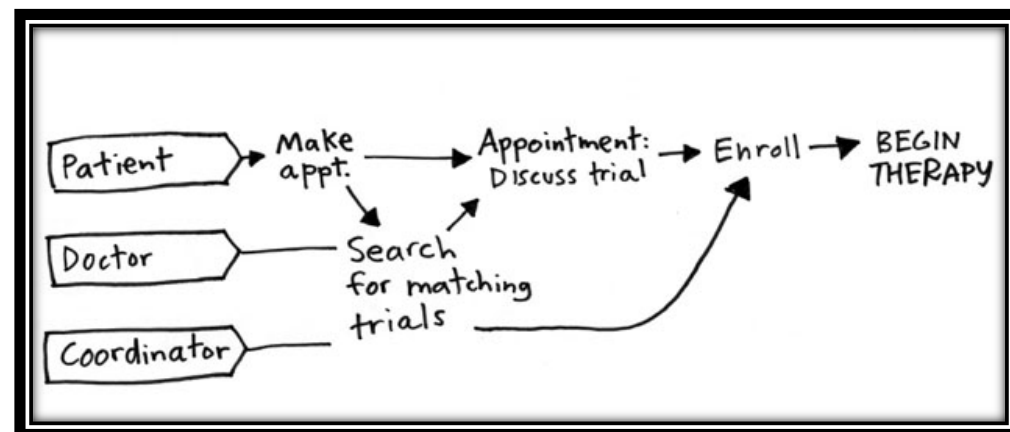 Patient
Make
appt.
Appointment:
Discuss trial
Enroll
BEGIN
THERAPY
Doctor
Search
for matching
trials
Coordinator